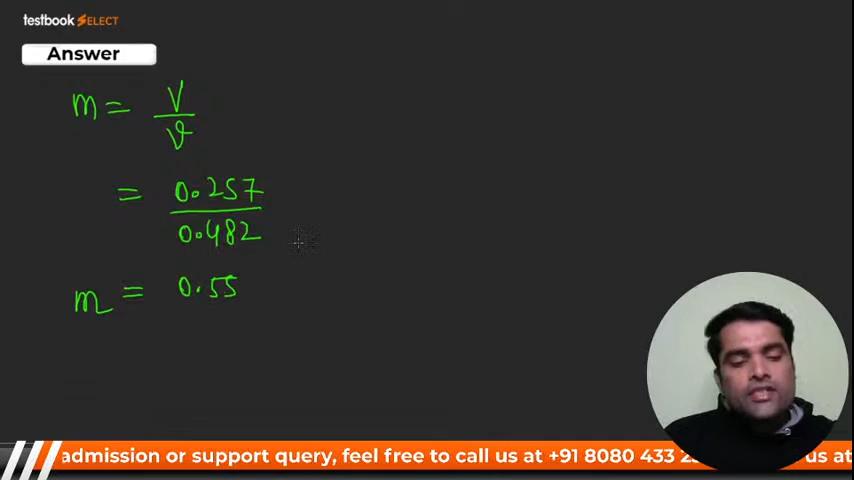 testbook SELECT
Answer
m = V / v
= 0.257 / 0.482
m = 0.55
admission or support query, feel free to call us at +91 8080 433 2
us at